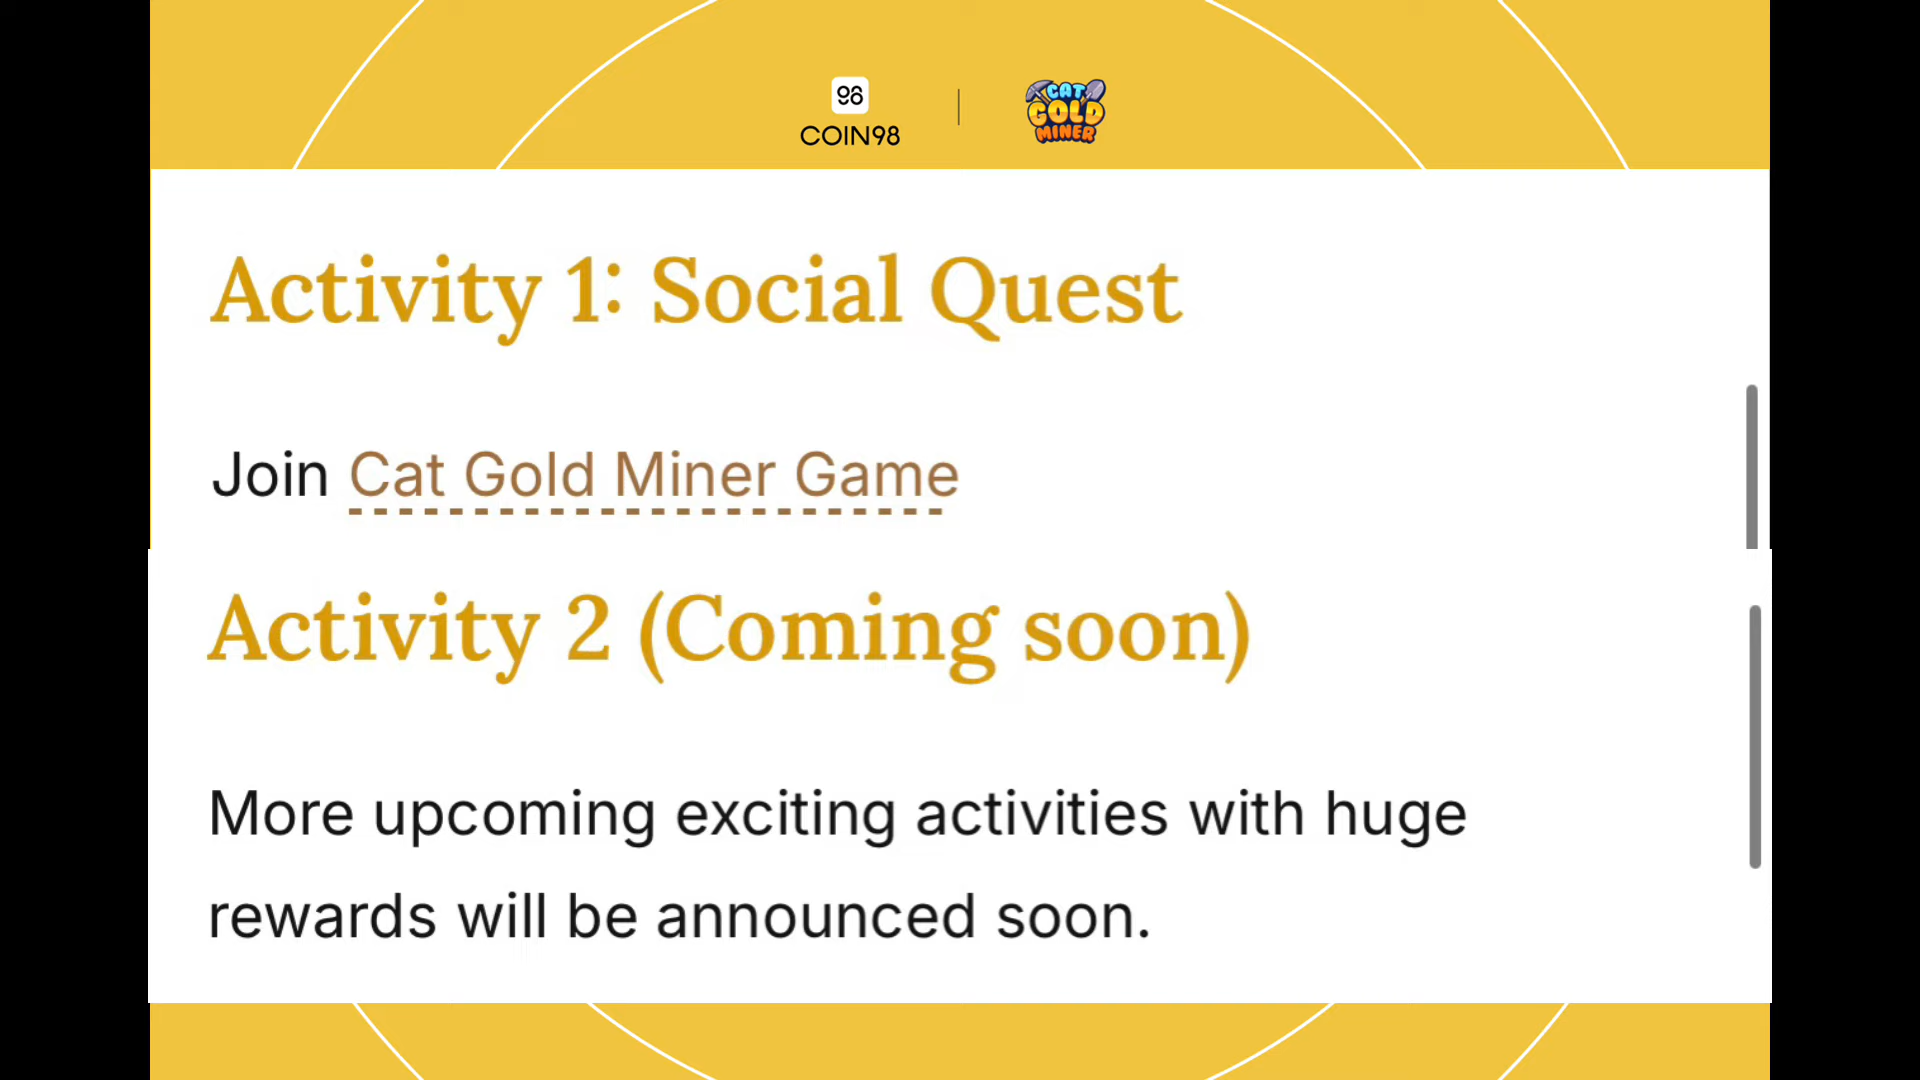 98
COIN98
CAT
GOLD
MINER
Activity 1: Social Quest
Join Cat Gold Miner Game
Activity 2 (Coming soon)
More upcoming exciting activities with huge
rewards will be announced soon.